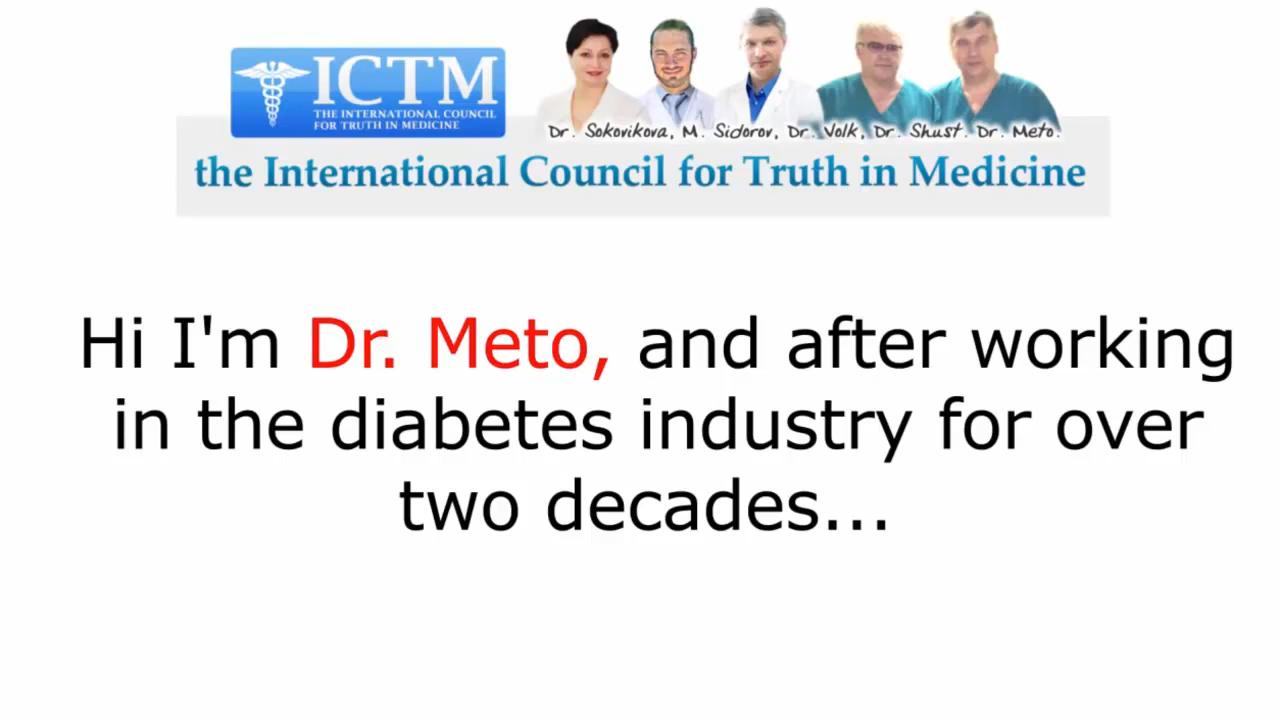 ICTM
THE INTERNATIONAL COUNCIL
FOR TRUTH IN MEDICINE
Dr. Sokovikova, M. Sidorov, Dr. Volk, Dr. Shust. Dr. Meto.
the International Council for Truth in Medicine
Hi I'm Dr. Meto, and after working
in the diabetes industry for over
two decades...